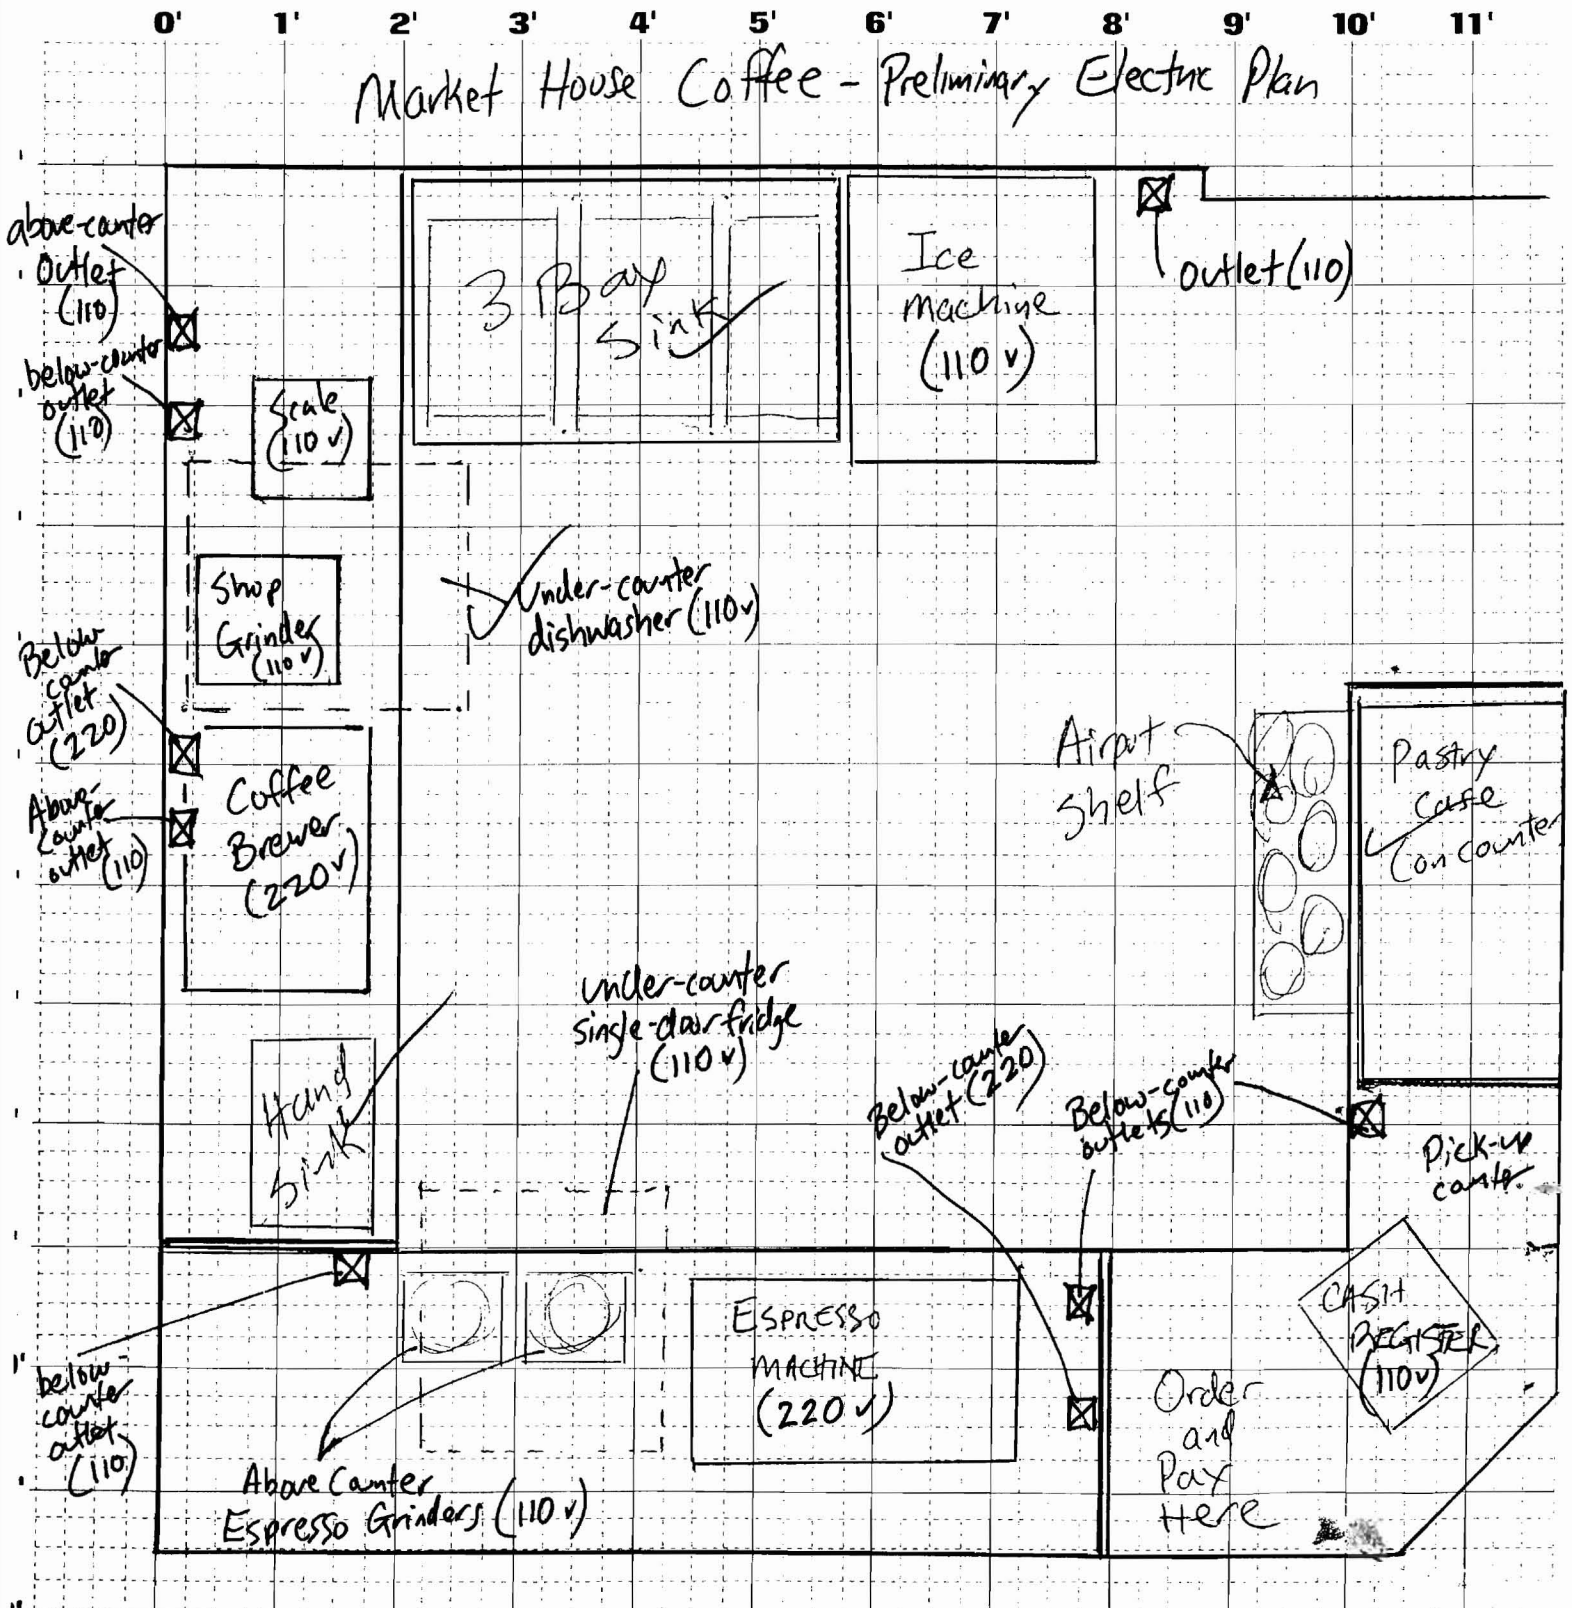 0' 1' 2' 3' 4' 5' 6' 7' 8' 9' 10' 11'
Market House Coffee - Preliminary Electric Plan
above-counter
Outlet
(110)
below-counter
outlet
(110)
Scale
(110 v)
3 Bay
Sink
Ice
machine
(110 v)
outlet (110)
Shop
Grinder
(110 v)
Under-counter
dishwasher (110 v)
Below
counter
outlet
(220)
Above-
counter
outlet
(110)
Coffee
Brewer
(220 v)
Airpot
Shelf
Pastry
Case
(on counter
Hand
Sink
under-counter
single-door fridge
(110 v)
Below-counter
outlet (220)
Below-counter
outlets (110)
Pick-up
counter.
below-
counter
outlet
(110)
Above Counter
Espresso Grinders (110 v)
ESPRESSO
MACHINE
(220 v)
Order
and
Pay
Here
CASH
REGISTER
(110 v)